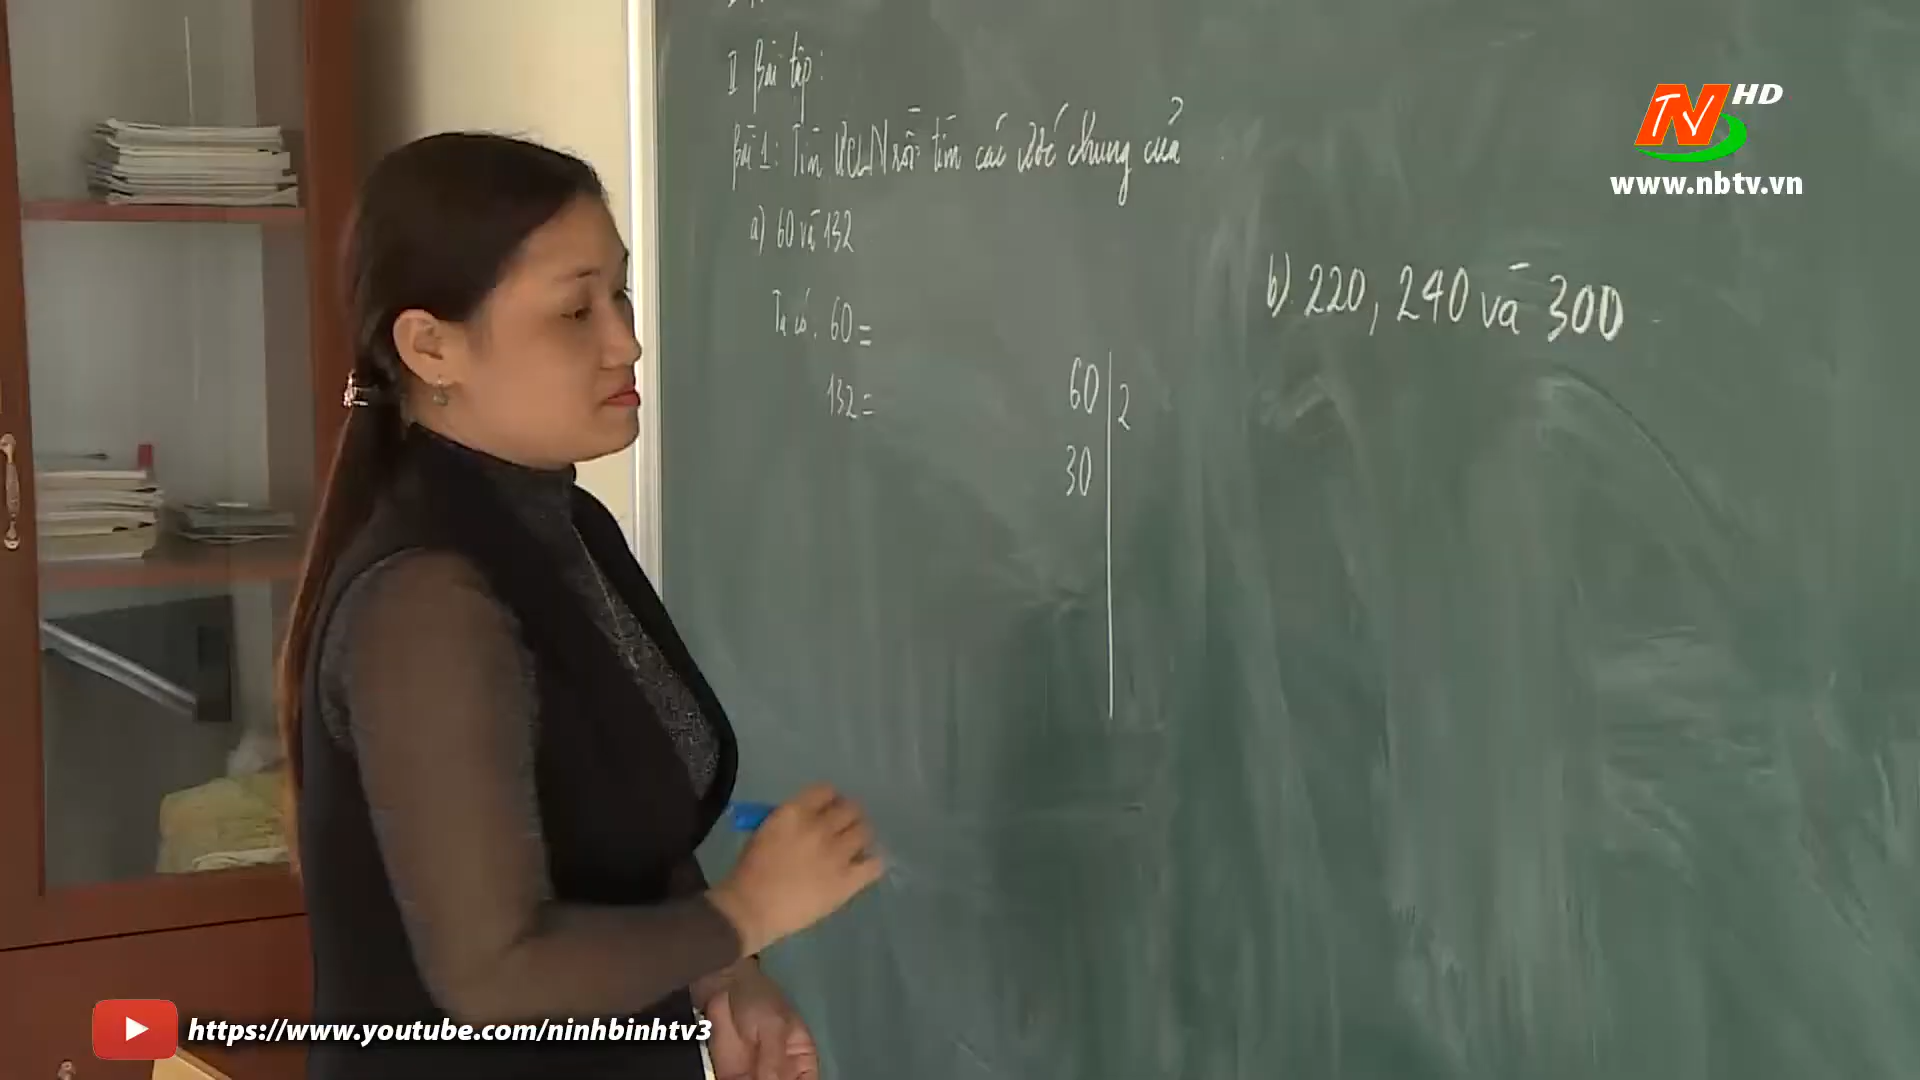 II Bài tập:
Bài 1: Tìm ƯCLN rồi tìm các ước chung của
a) 60 và 132
Ta có: 60 =
132 =
60 | 2
30
b) 220, 240 và 300
NTV HD
www.nbtv.vn
https://www.youtube.com/ninhbinhtv3